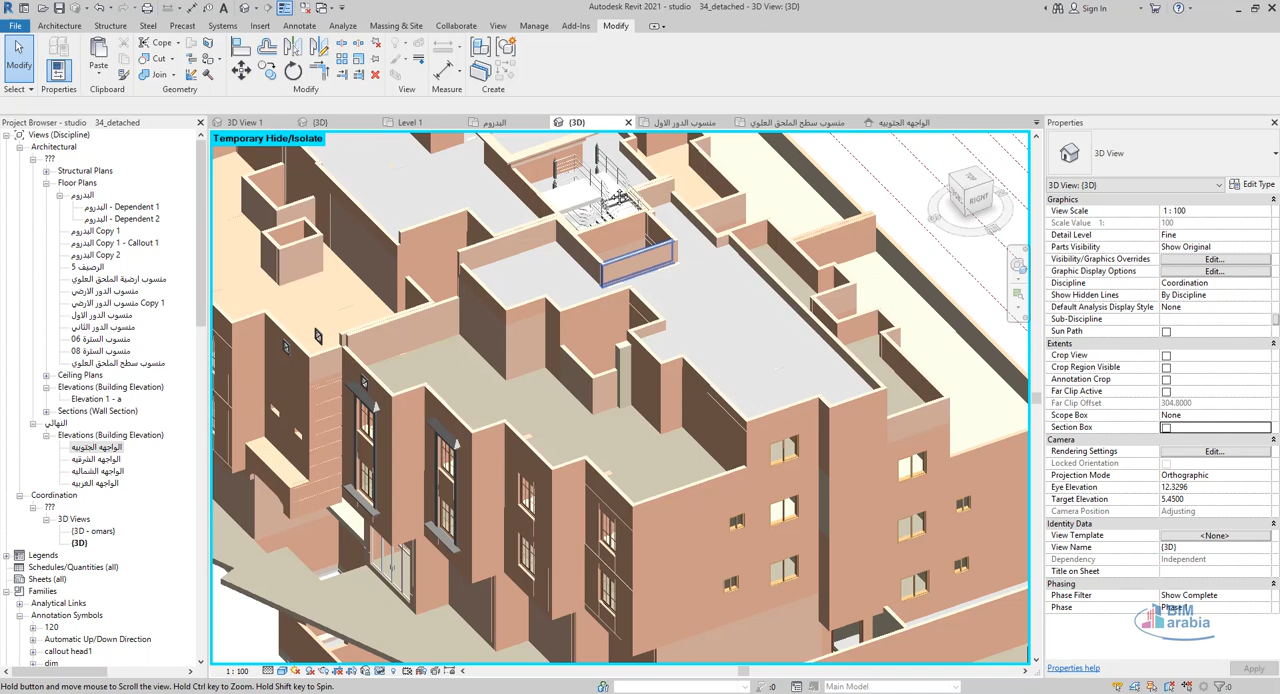 Autodesk Revit 2021 - studio 34_detached - 3D View: {3D}
Sign In
File Architecture Structure Steel Precast Systems Insert Annotate Analyze Massing & Site Collaborate View Manage Add-Ins Modify
Modify
Paste
Cope
Cut
Join
Select Properties Clipboard Geometry Modify View Measure Create
Project Browser - studio 34_detached
3D View 1
{3D}
Level 1
البدروم
{3D}
منسوب الدور الاول
منسوب سطح الملحق العلوي
الواجهه الجنوبيه
Temporary Hide/Isolate
Views (Discipline)
Architectural
???
Structural Plans
Floor Plans
البدروم
البدروم - Dependent 1
البدروم - Dependent 2
البدروم Copy 1
البدروم Copy 1 - Callout 1
البدروم Copy 2
الرصيف 5
منسوب ارضية الملحق العلوي
منسوب الدور الارضي
منسوب الدور الارضي Copy 1
منسوب الدور الاول
منسوب الدور الثاني
منسوب السترة 06
منسوب السترة 08
منسوب سطح الملحق العلوي
Ceiling Plans
Elevations (Building Elevation)
Elevation 1 - a
Sections (Wall Section)
النهائي
Elevations (Building Elevation)
الواجهه الجنوبيه
الواجهه الشرقيه
الواجهه الشماليه
الواجهه الغربيه
Coordination
???
3D Views
{3D - omars}
{3D}
Legends
Schedules/Quantities (all)
Sheets (all)
Families
Analytical Links
Annotation Symbols
120
Automatic Up/Down Direction
callout head1
dim
TOP
RIGHT
Properties
3D View
3D View: {3D} Edit Type
Graphics
View Scale 1 : 100
Scale Value 1: 100
Detail Level Fine
Parts Visibility Show Original
Visibility/Graphics Overrides Edit...
Graphic Display Options Edit...
Discipline Coordination
Show Hidden Lines By Discipline
Default Analysis Display Style None
Sub-Discipline
Sun Path
Extents
Crop View
Crop Region Visible
Annotation Crop
Far Clip Active
Far Clip Offset 304.8000
Scope Box None
Section Box
Camera
Rendering Settings Edit...
Locked Orientation
Projection Mode Orthographic
Eye Elevation 12.3296
Target Elevation 5.4500
Camera Position Adjusting
Identity Data
View Template <None>
View Name {3D}
Dependency Independent
Title on Sheet
Phasing
Phase Filter Show Complete
Phase Phase 1
BIM
arabia
Properties help Apply
1 : 100
Hold button and move mouse to Scroll the view. Hold Ctrl key to Zoom. Hold Shift key to Spin.
:0
Main Model
:0